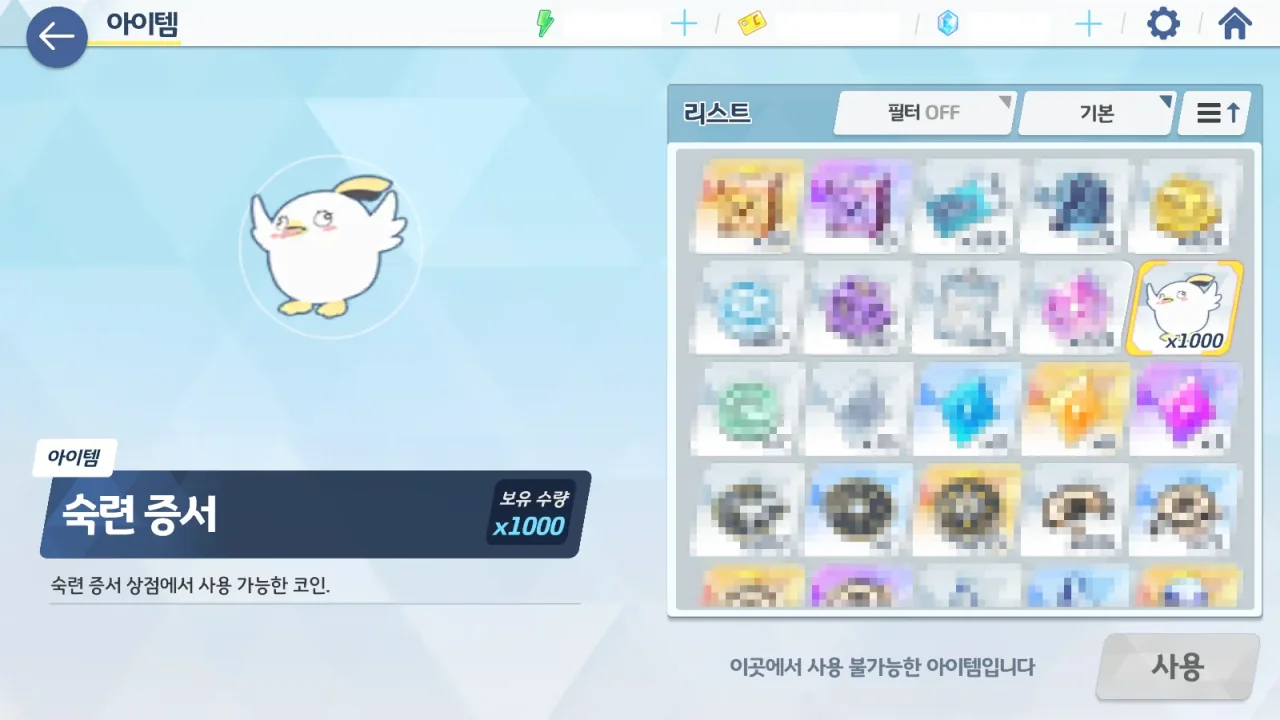 아이템
리스트
필터 OFF
기본
x1000
아이템
숙련 증서
보유 수량
x1000
숙련 증서 상점에서 사용 가능한 코인.
이곳에서 사용 불가능한 아이템입니다
사용